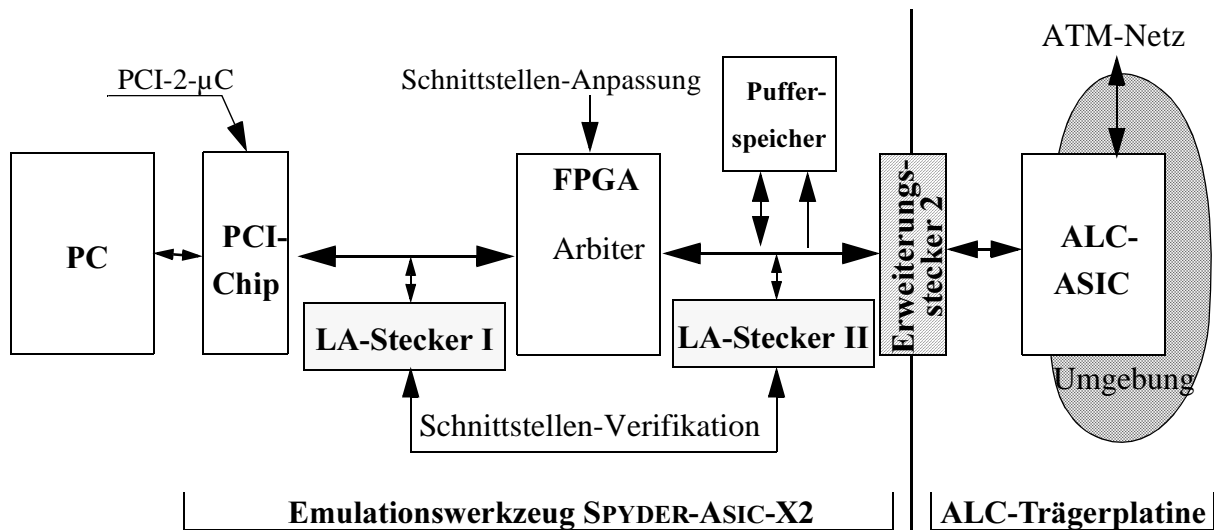 ATM-Netz
PCI-2-µC
Schnittstellen-Anpassung
Puffer-
speicher
PC
PCI-
Chip
FPGA
Arbiter
Erweiterungs-
stecker 2
ALC-
ASIC
LA-Stecker I
LA-Stecker II
Umgebung
Schnittstellen-Verifikation
Emulationswerkzeug SPYDER-ASIC-X2
ALC-Trägerplatine